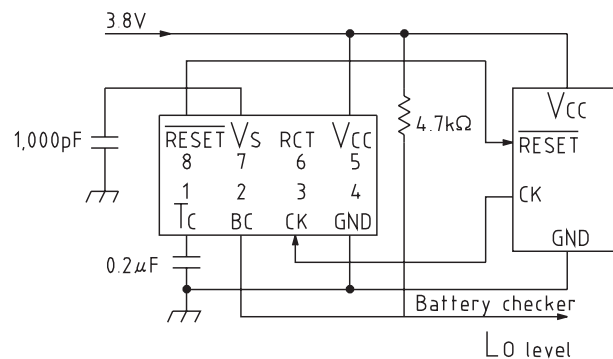 3.8V
VCC
RESET VS RCT VCC
4.7kΩ
1,000pF
RESET
8 7 6 5
1 2 3 4
CK
TC BC CK GND
GND
0.2µF
Battery checker
Lo level